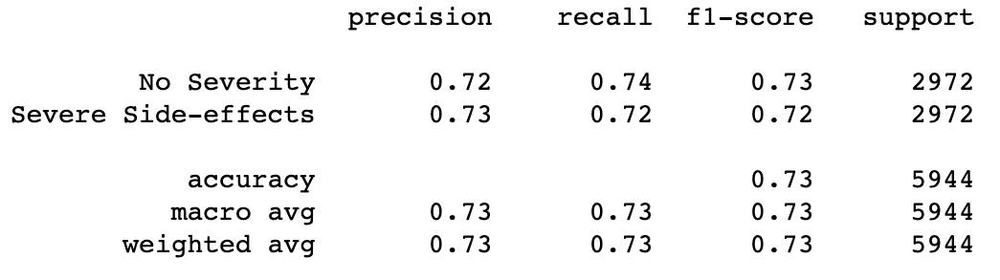 precision recall f1-score support
No Severity 0.72 0.74 0.73 2972
Severe Side-effects 0.73 0.72 0.72 2972
accuracy 0.73 5944
macro avg 0.73 0.73 0.73 5944
weighted avg 0.73 0.73 0.73 5944